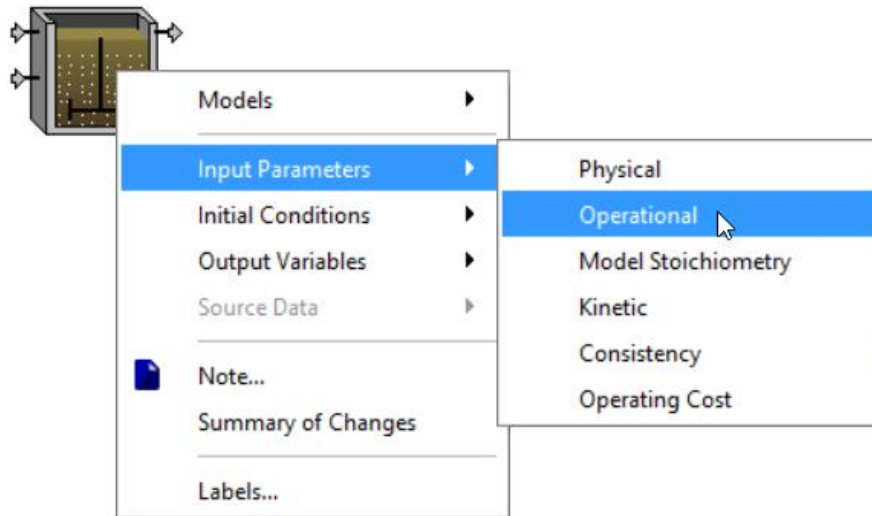 Models
Input Parameters
Initial Conditions
Output Variables
Source Data
Note...
Summary of Changes
Labels...
Physical
Operational
Model Stoichiometry
Kinetic
Consistency
Operating Cost